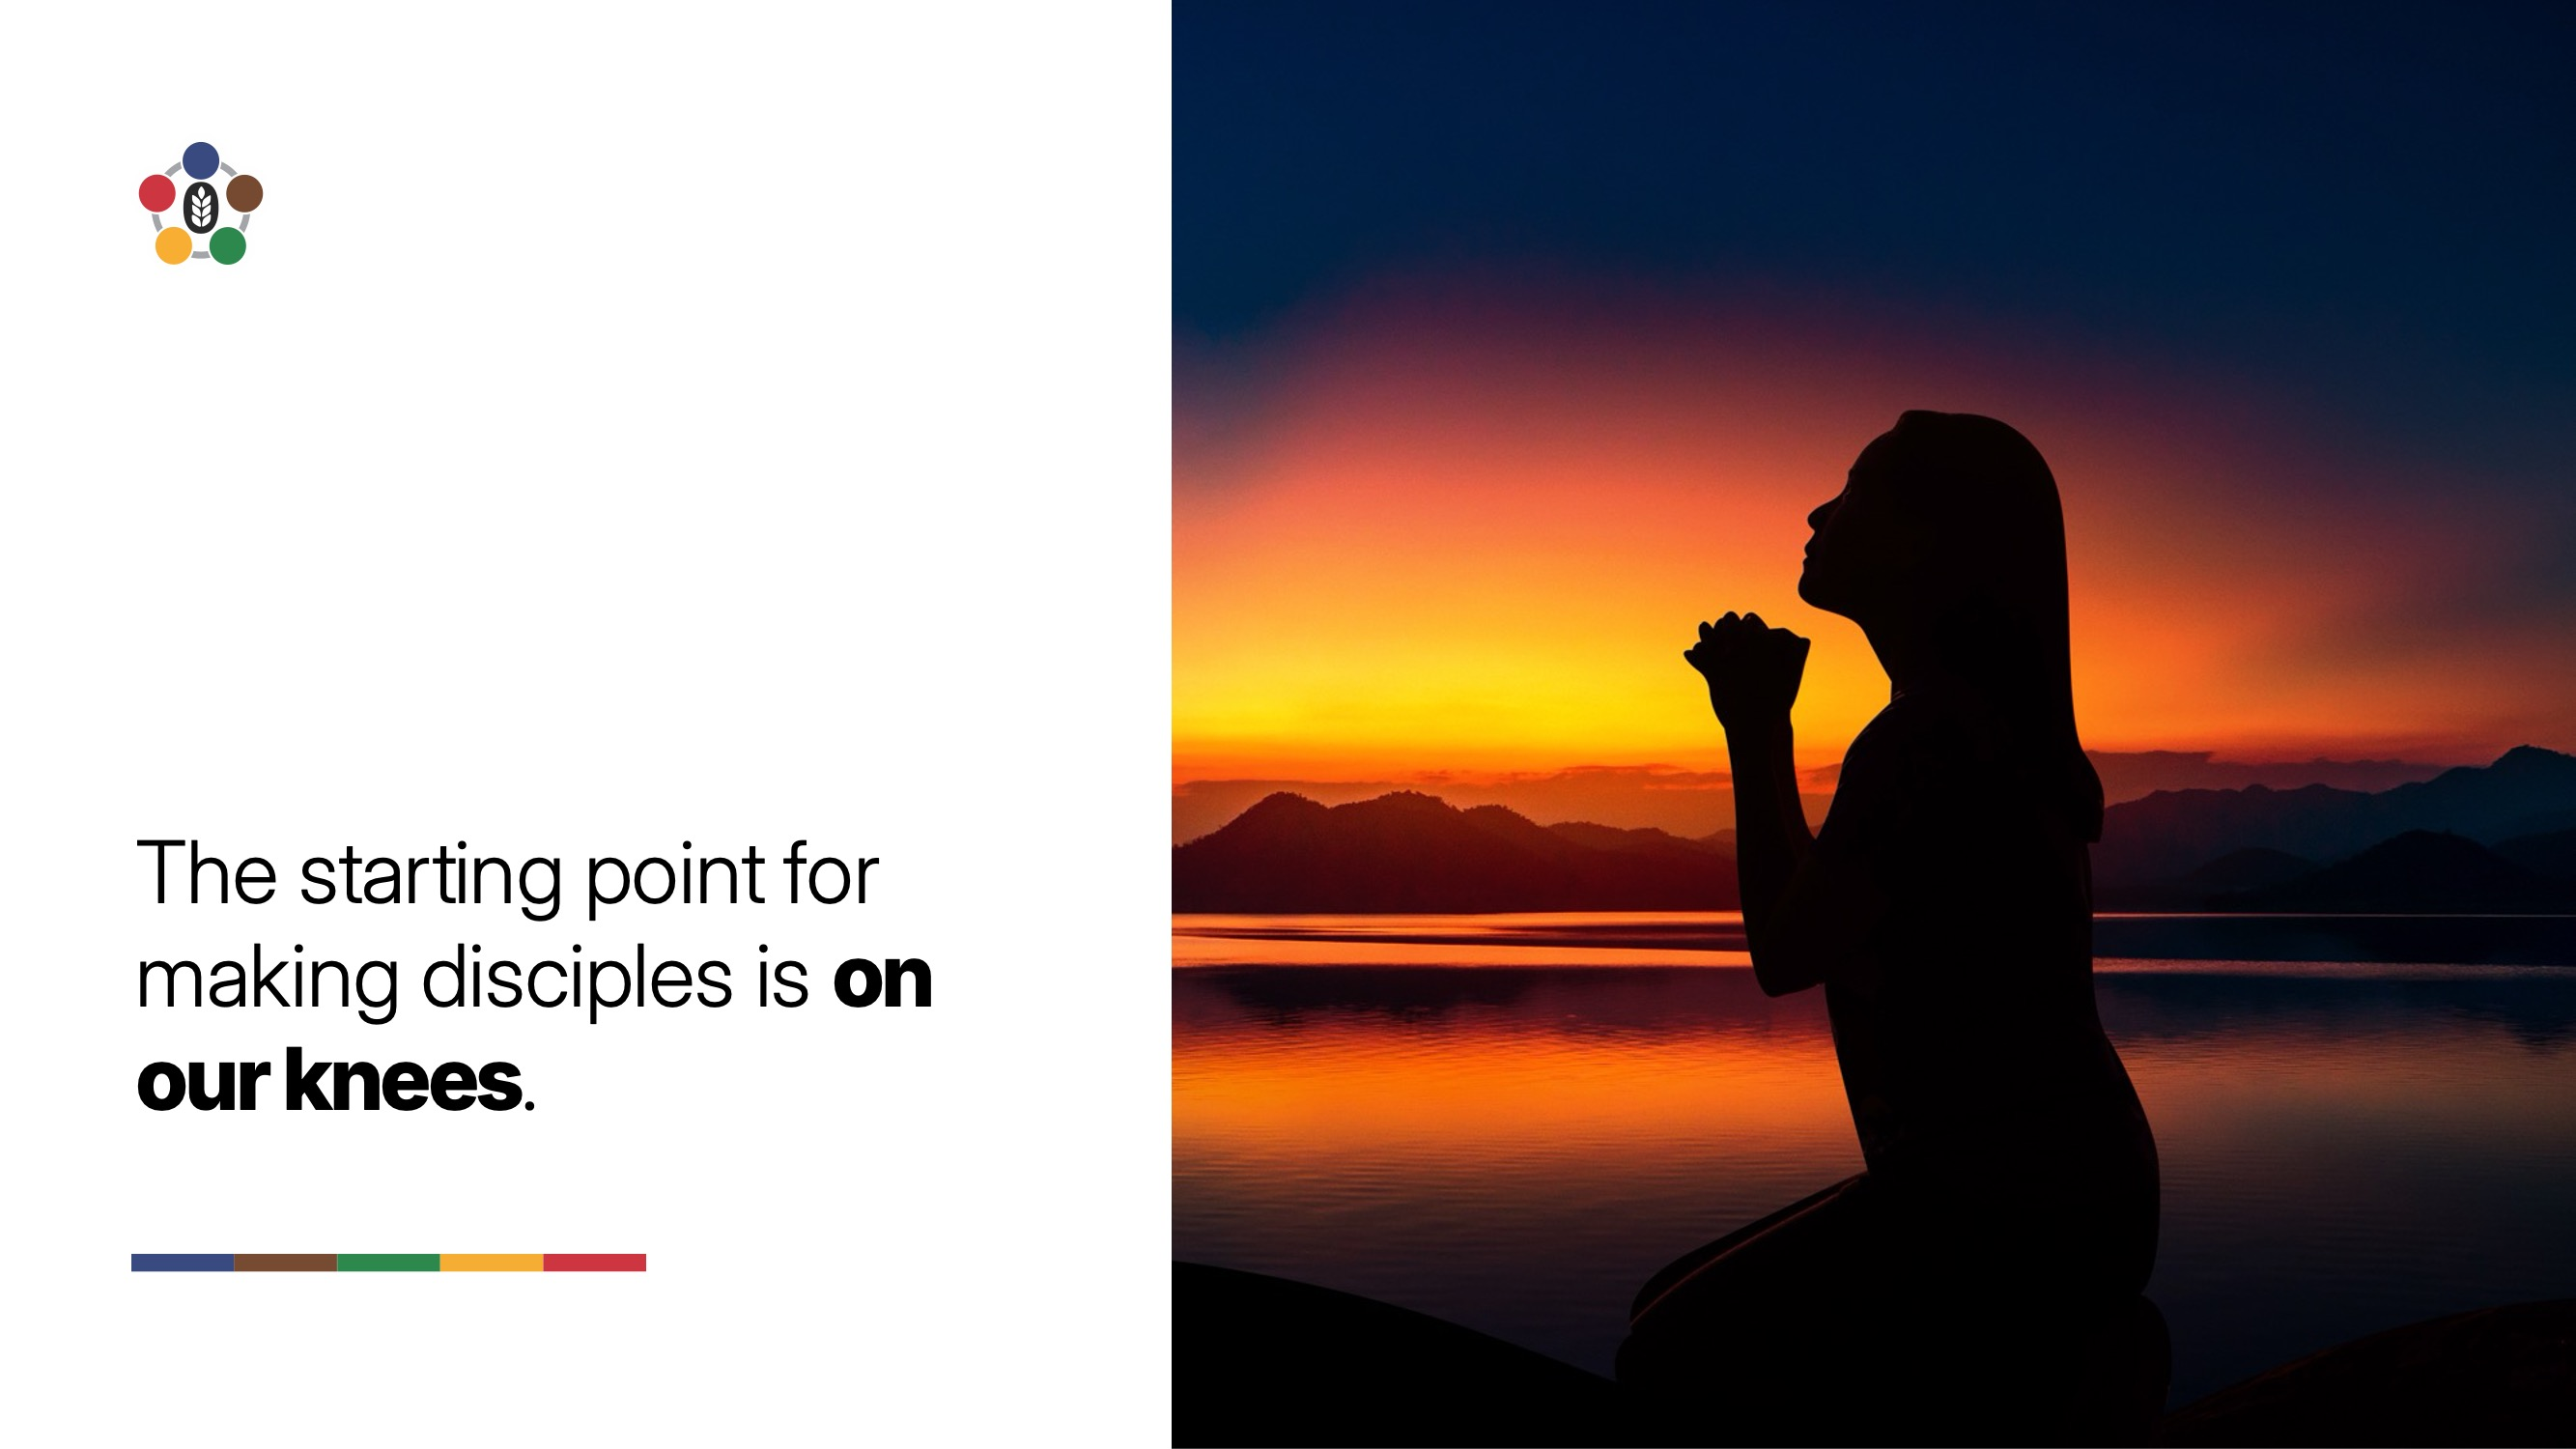 The starting point for
making disciples is on
our knees.